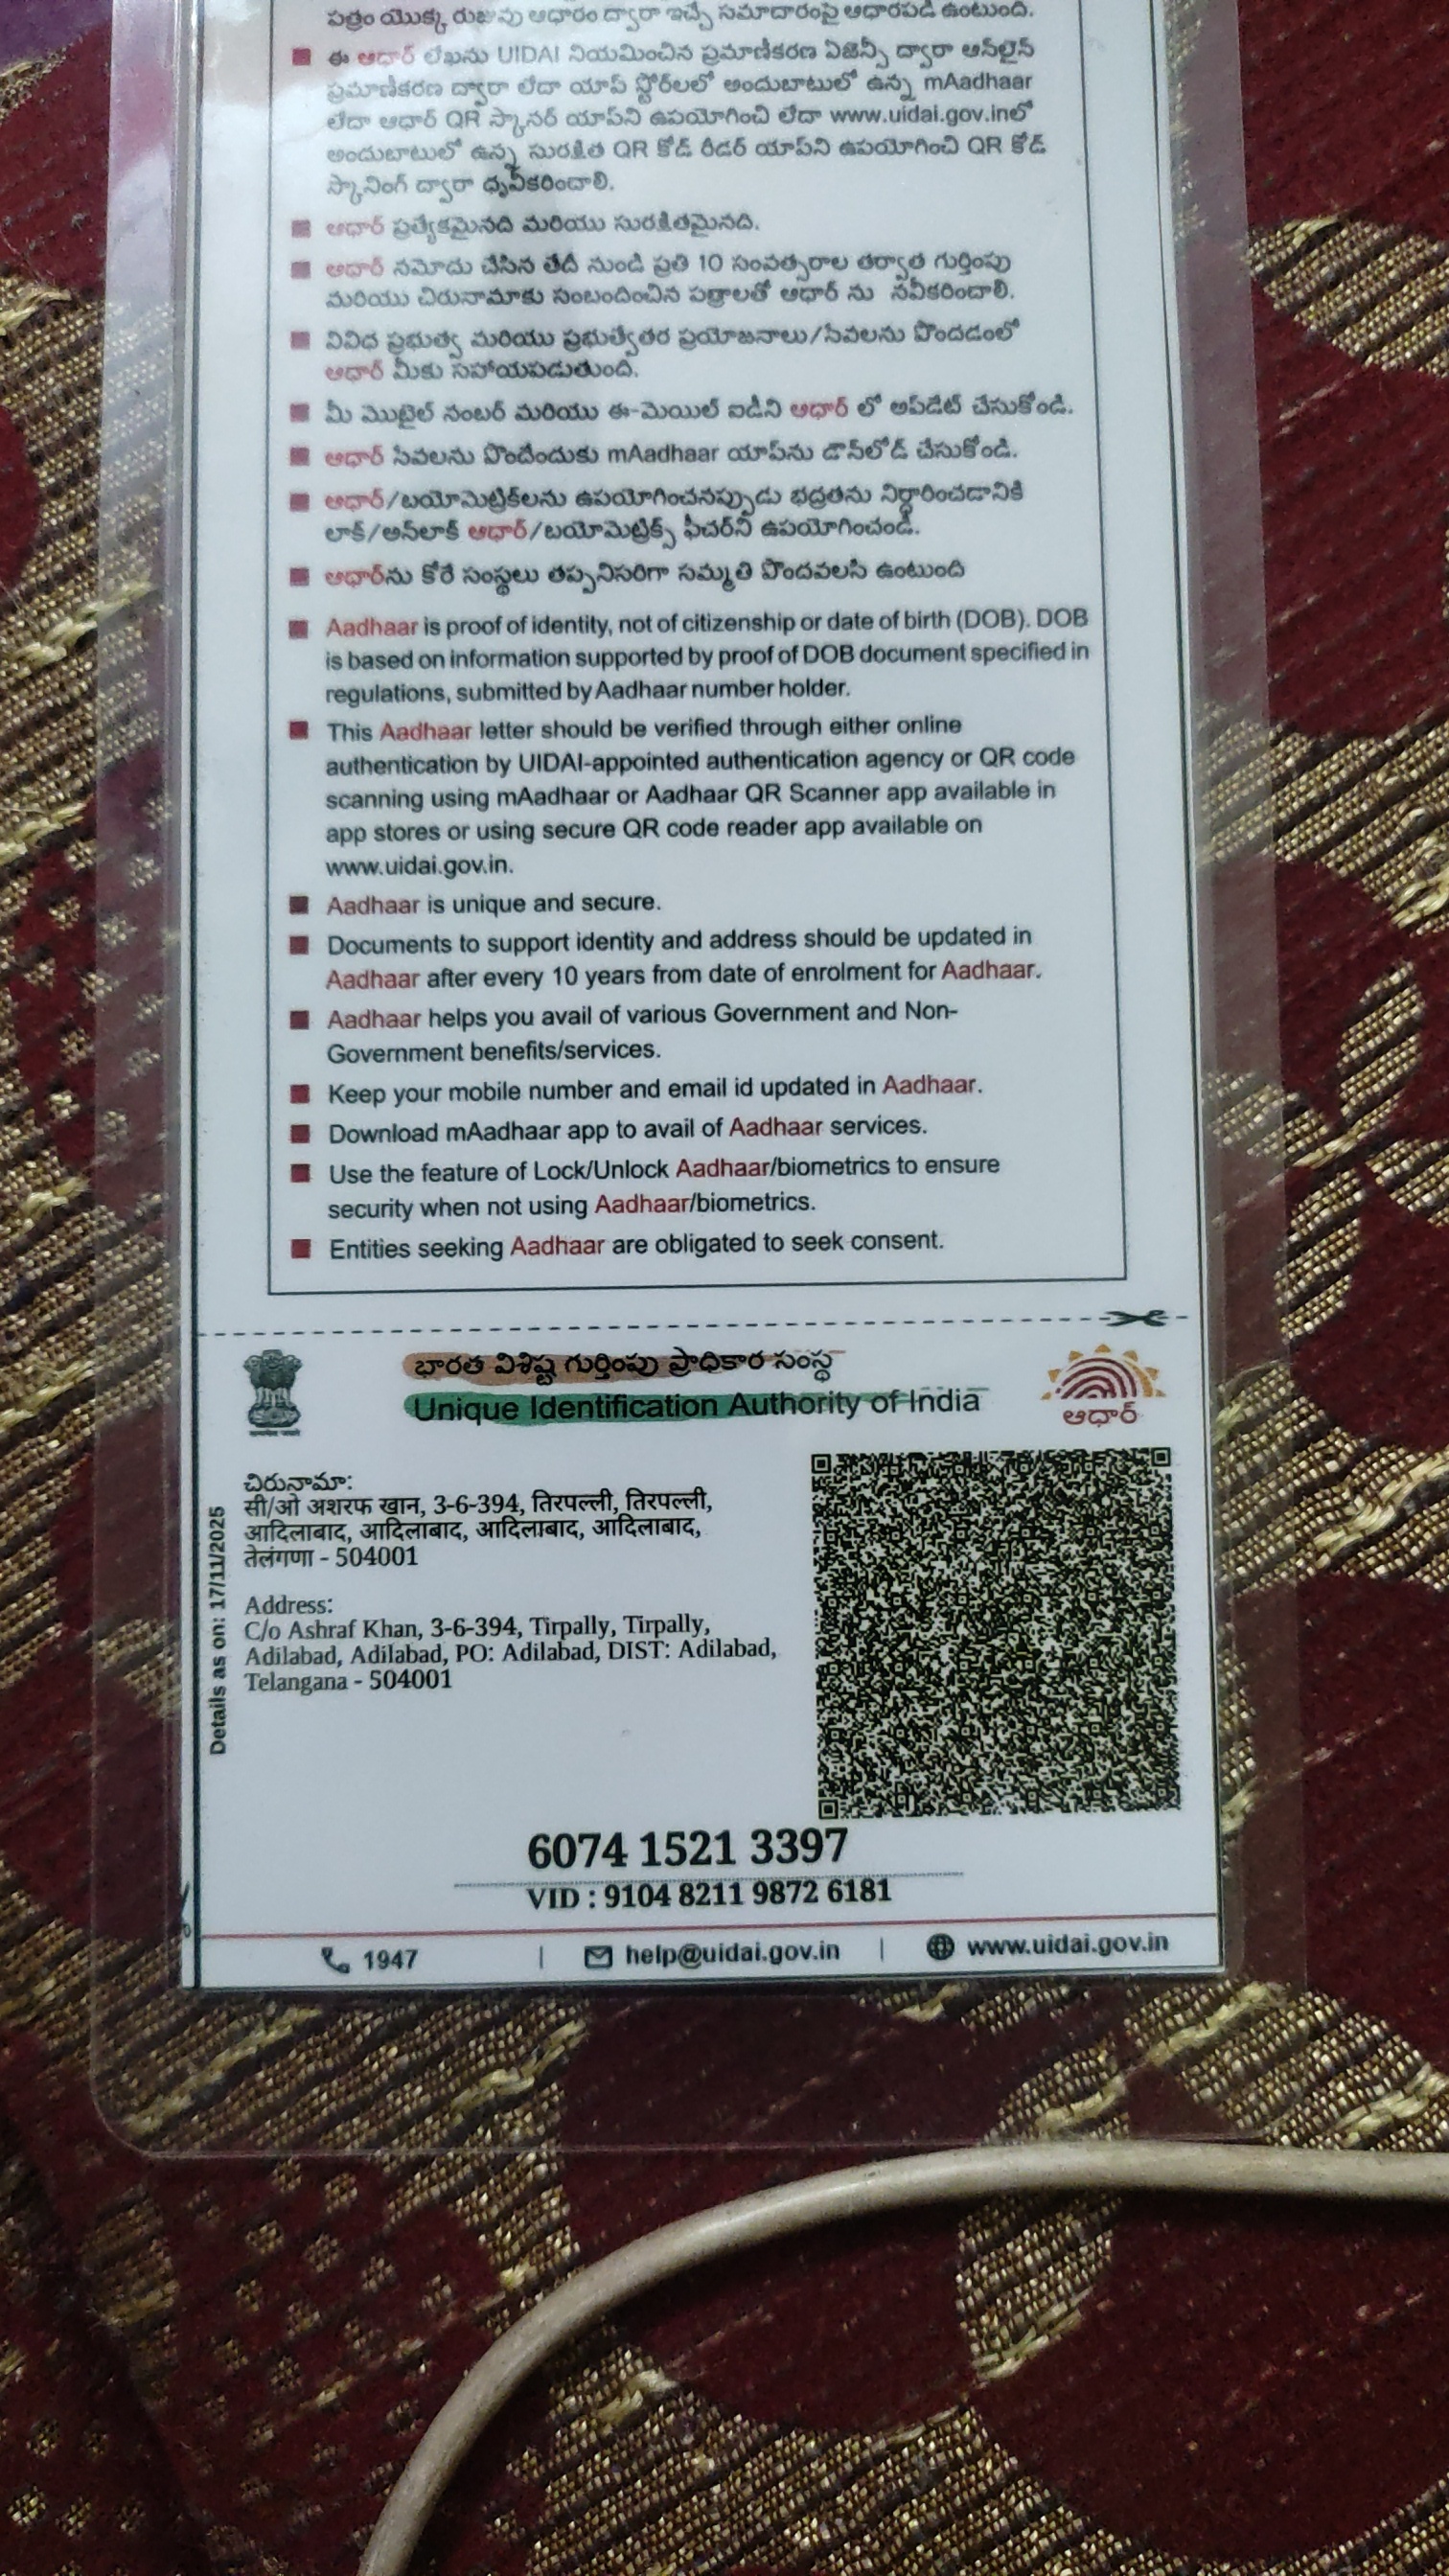 పత్రం యొక్క రుజువు ఆధారం ద్వారా ఇచ్చే సమాచారంపై ఆధారపడి ఉంటుంది.
ఈ ఆధార్ లేఖను UIDAI నియమించిన ప్రమాణీకరణ ఏజెన్సీ ద్వారా ఆన్‌లైన్
ప్రమాణీకరణ ద్వారా లేదా యాప్ స్టోర్‌లలో అందుబాటులో ఉన్న mAadhaar
లేదా ఆధార్ QR స్కానర్ యాప్‌ని ఉపయోగించి లేదా www.uidai.gov.inలో
అందుబాటులో ఉన్న సురక్షిత QR కోడ్ రీడర్ యాప్‌ని ఉపయోగించి QR కోడ్
స్కానింగ్ ద్వారా ధృవీకరించాలి.
ఆధార్ ప్రత్యేకమైనది మరియు సురక్షితమైనది.
ఆధార్ నమోదు చేసిన తేదీ నుండి ప్రతి 10 సంవత్సరాల తర్వాత గుర్తింపు
మరియు చిరునామాకు సంబందించిన పత్రాలతో ఆధార్ ను నవీకరించాలి.
వివిధ ప్రభుత్వ మరియు ప్రభుత్వేతర ప్రయోజనాలు/సేవలను పొందడంలో
ఆధార్ మీకు సహాయపడుతుంది.
మీ మొబైల్ నంబర్ మరియు ఈ-మెయిల్ ఐడీని ఆధార్ లో అప్‌డేట్ చేసుకోండి.
ఆధార్ సేవలను పొందేందుకు mAadhaar యాప్‌ను డౌన్‌లోడ్ చేసుకోండి.
ఆధార్/బయోమెట్రిక్‌లను ఉపయోగించనప్పుడు భద్రతను నిర్ధారించడానికి
లాక్/అన్‌లాక్ ఆధార్/బయోమెట్రిక్స్ ఫీచర్‌ని ఉపయోగించండి.
ఆధార్‌ను కోరే సంస్థలు తప్పనిసరిగా సమ్మతి పొందవలసి ఉంటుంది
Aadhaar is proof of identity, not of citizenship or date of birth (DOB). DOB
is based on information supported by proof of DOB document specified in
regulations, submitted by Aadhaar number holder.
This Aadhaar letter should be verified through either online
authentication by UIDAI-appointed authentication agency or QR code
scanning using mAadhaar or Aadhaar QR Scanner app available in
app stores or using secure QR code reader app available on
www.uidai.gov.in.
Aadhaar is unique and secure.
Documents to support identity and address should be updated in
Aadhaar after every 10 years from date of enrolment for Aadhaar.
Aadhaar helps you avail of various Government and Non-
Government benefits/services.
Keep your mobile number and email id updated in Aadhaar.
Download mAadhaar app to avail of Aadhaar services.
Use the feature of Lock/Unlock Aadhaar/biometrics to ensure
security when not using Aadhaar/biometrics.
Entities seeking Aadhaar are obligated to seek consent.
భారత విశిష్ట గుర్తింపు ప్రాధికార సంస్థ
Unique Identification Authority of India
ఆధార్
Details as on: 17/11/2025
చిరునామా:
सी/ओ अशरफ खान, 3-6-394, तिरपल्ली, तिरपल्ली,
आदिलाबाद, आदिलाबाद, आदिलाबाद, आदिलाबाद,
तेलंगणा - 504001
Address:
C/o Ashraf Khan, 3-6-394, Tirpally, Tirpally,
Adilabad, Adilabad, PO: Adilabad, DIST: Adilabad,
Telangana - 504001
6074 1521 3397
VID : 9104 8211 9872 6181
1947 | help@uidai.gov.in | www.uidai.gov.in